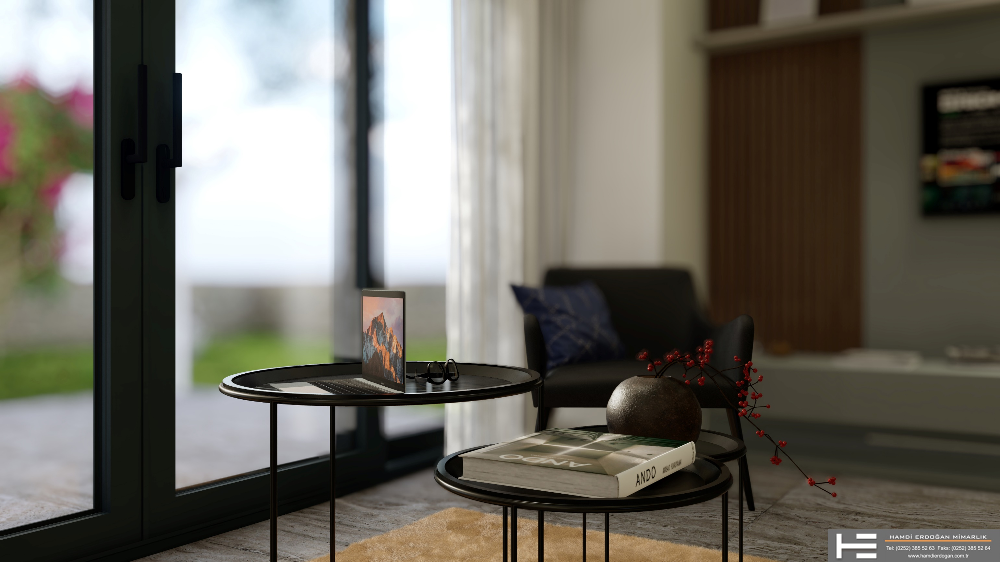 ANDO
ANDO
MASAO FURUYAMA
HAMDİ ERDOĞAN MİMARLIK
Tel: (0252) 385 52 63 Faks: (0252) 385 52 64
www.hamdierdogan.com.tr